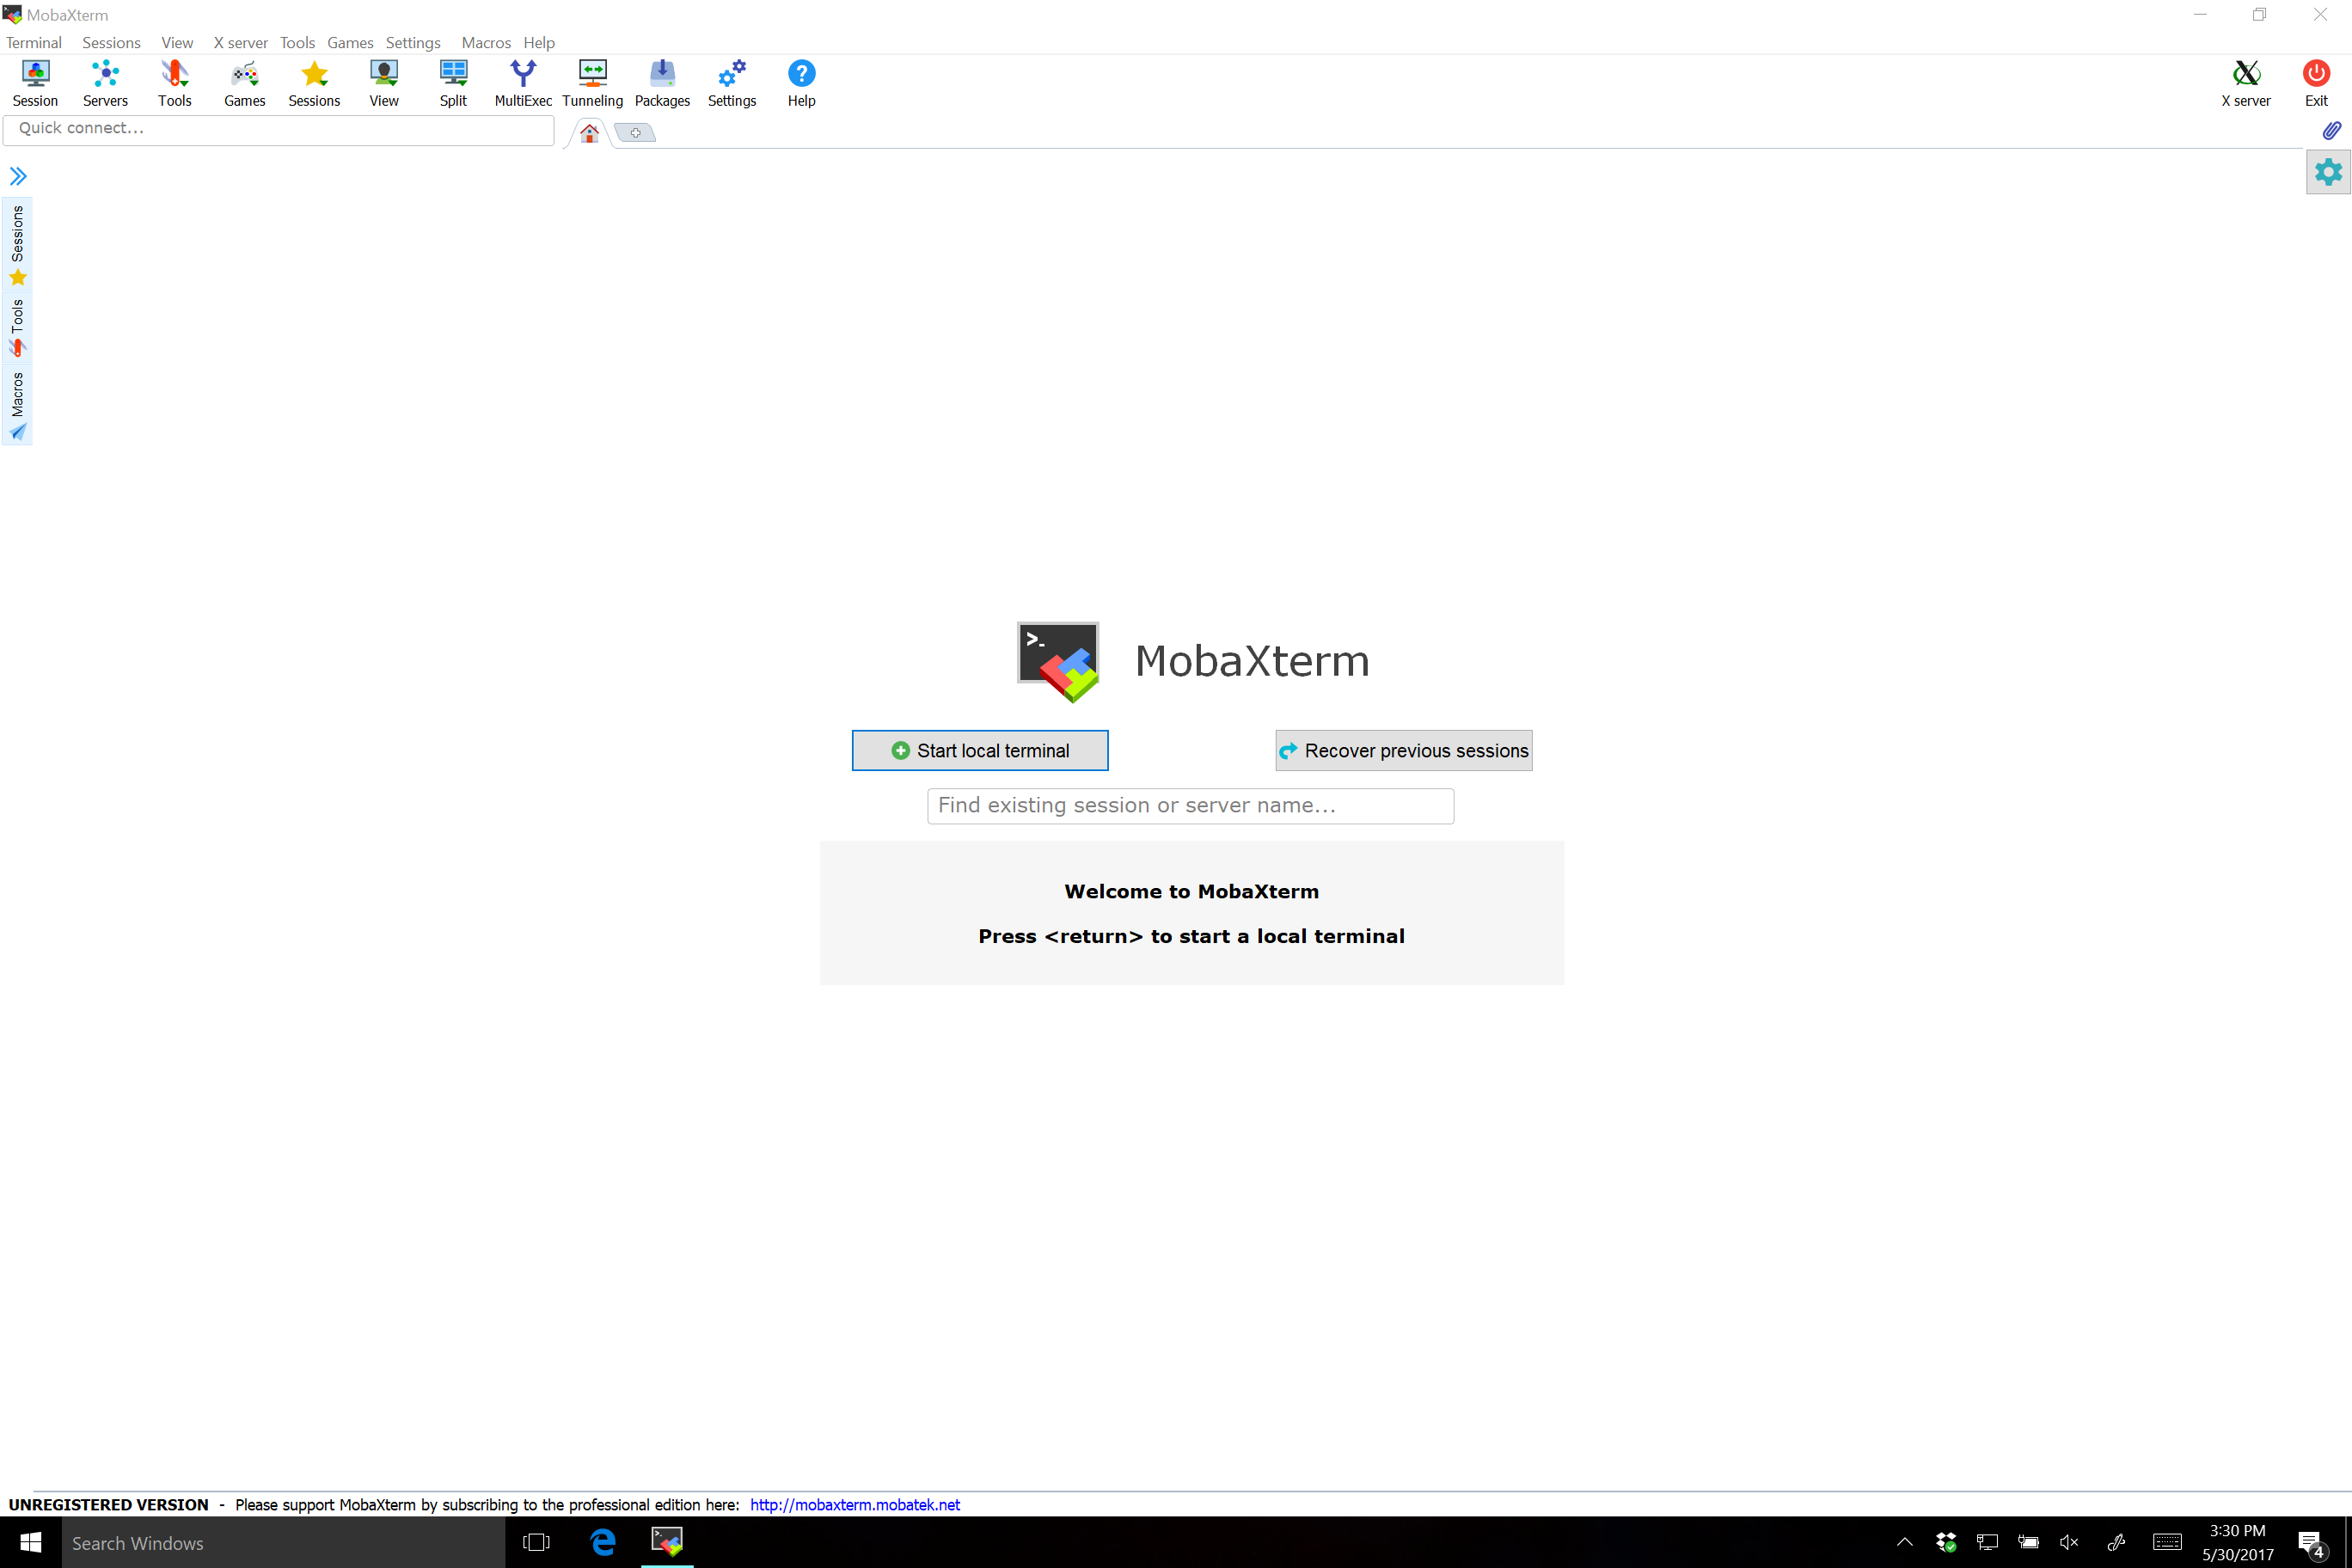 MobaXterm
Terminal Sessions View X server Tools Games Settings Macros Help
Session Servers Tools Games Sessions View Split MultiExec Tunneling Packages Settings Help X server Exit
Quick connect...
Sessions
Tools
Macros
>_
MobaXterm
Start local terminal Recover previous sessions
Find existing session or server name...
Welcome to MobaXterm
Press <return> to start a local terminal
UNREGISTERED VERSION - Please support MobaXterm by subscribing to the professional edition here: http://mobaxterm.mobatek.net
Search Windows
3:30 PM
5/30/2017
4